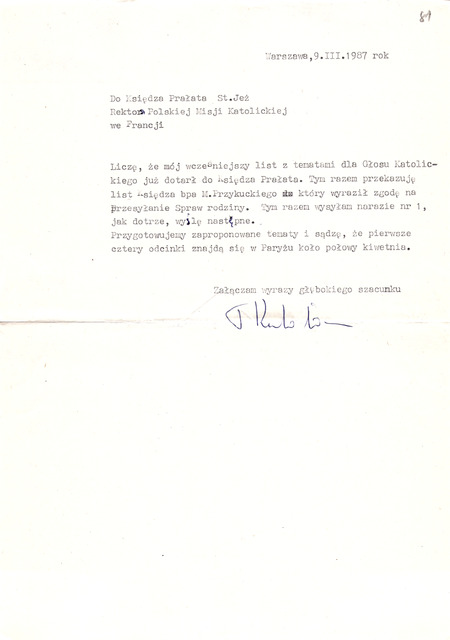 81
Warszawa,9.III.1987 rok
Do Księdza Prałata St.Jeż
Rektor Polskiej Misji Katolickiej
we Francji
Liczę, że mój wcześniejszy list z tematami dla Głosu Katolic-
kiego już dotarł do Księdza Prałata. Tym razem przekazuję
list Księdza bpa M.Przykuckiego który wyraził zgodę na
przesyłanie Spraw rodziny. Tym razem wysyłam narazie nr 1,
jak dotrze, wyślę następne.
Przygotowujemy zaproponowane tematy i sądzę, że pierwsze
cztery odcinki znajdą się w Paryżu koło połowy kiwetnia.
Załączam wyrazy głębokiego szacunku